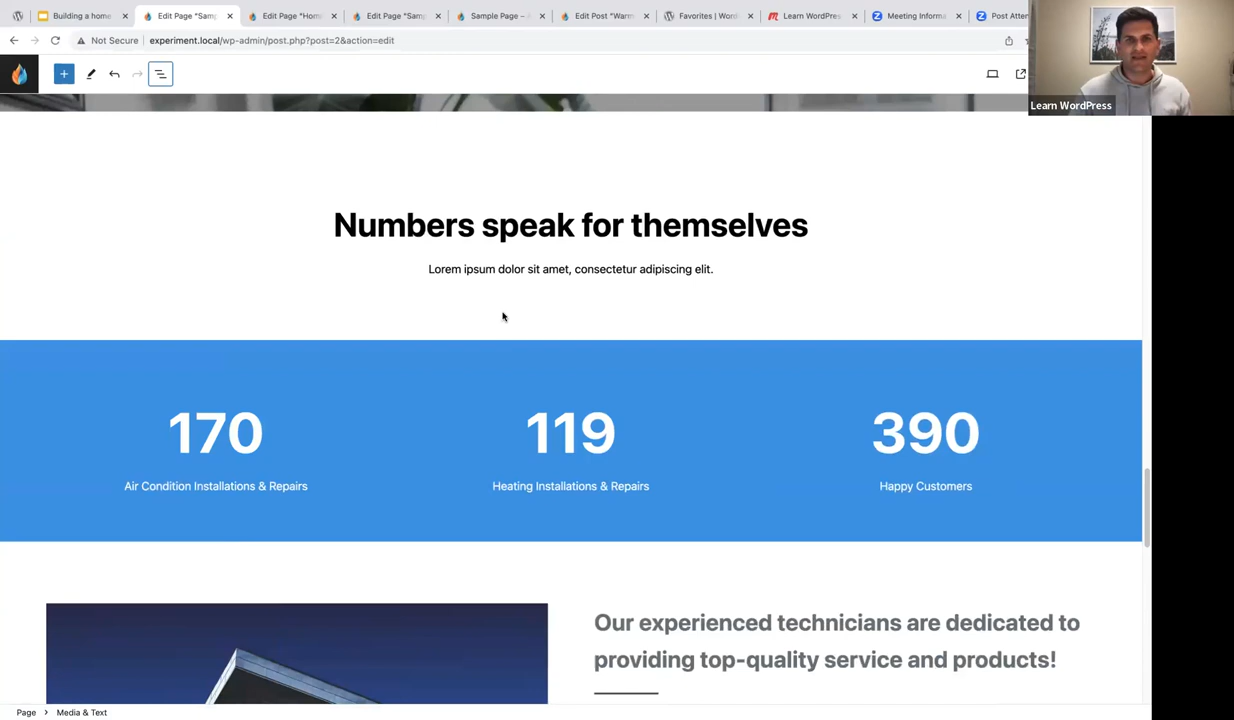 Building a home
Edit Page "Samp
Edit Page "Hom
Edit Page "Samp
Sample Page –
Edit Post "Warm
Favorites | Word
Learn WordPress
Meeting Informa
Post Atten
Not Secure
experiment.local/wp-admin/post.php?post=2&action=edit
Learn WordPress
Numbers speak for themselves
Lorem ipsum dolor sit amet, consectetur adipiscing elit.
170
119
390
Air Condition Installations & Repairs
Heating Installations & Repairs
Happy Customers
Our experienced technicians are dedicated to
providing top-quality service and products!
Page > Media & Text